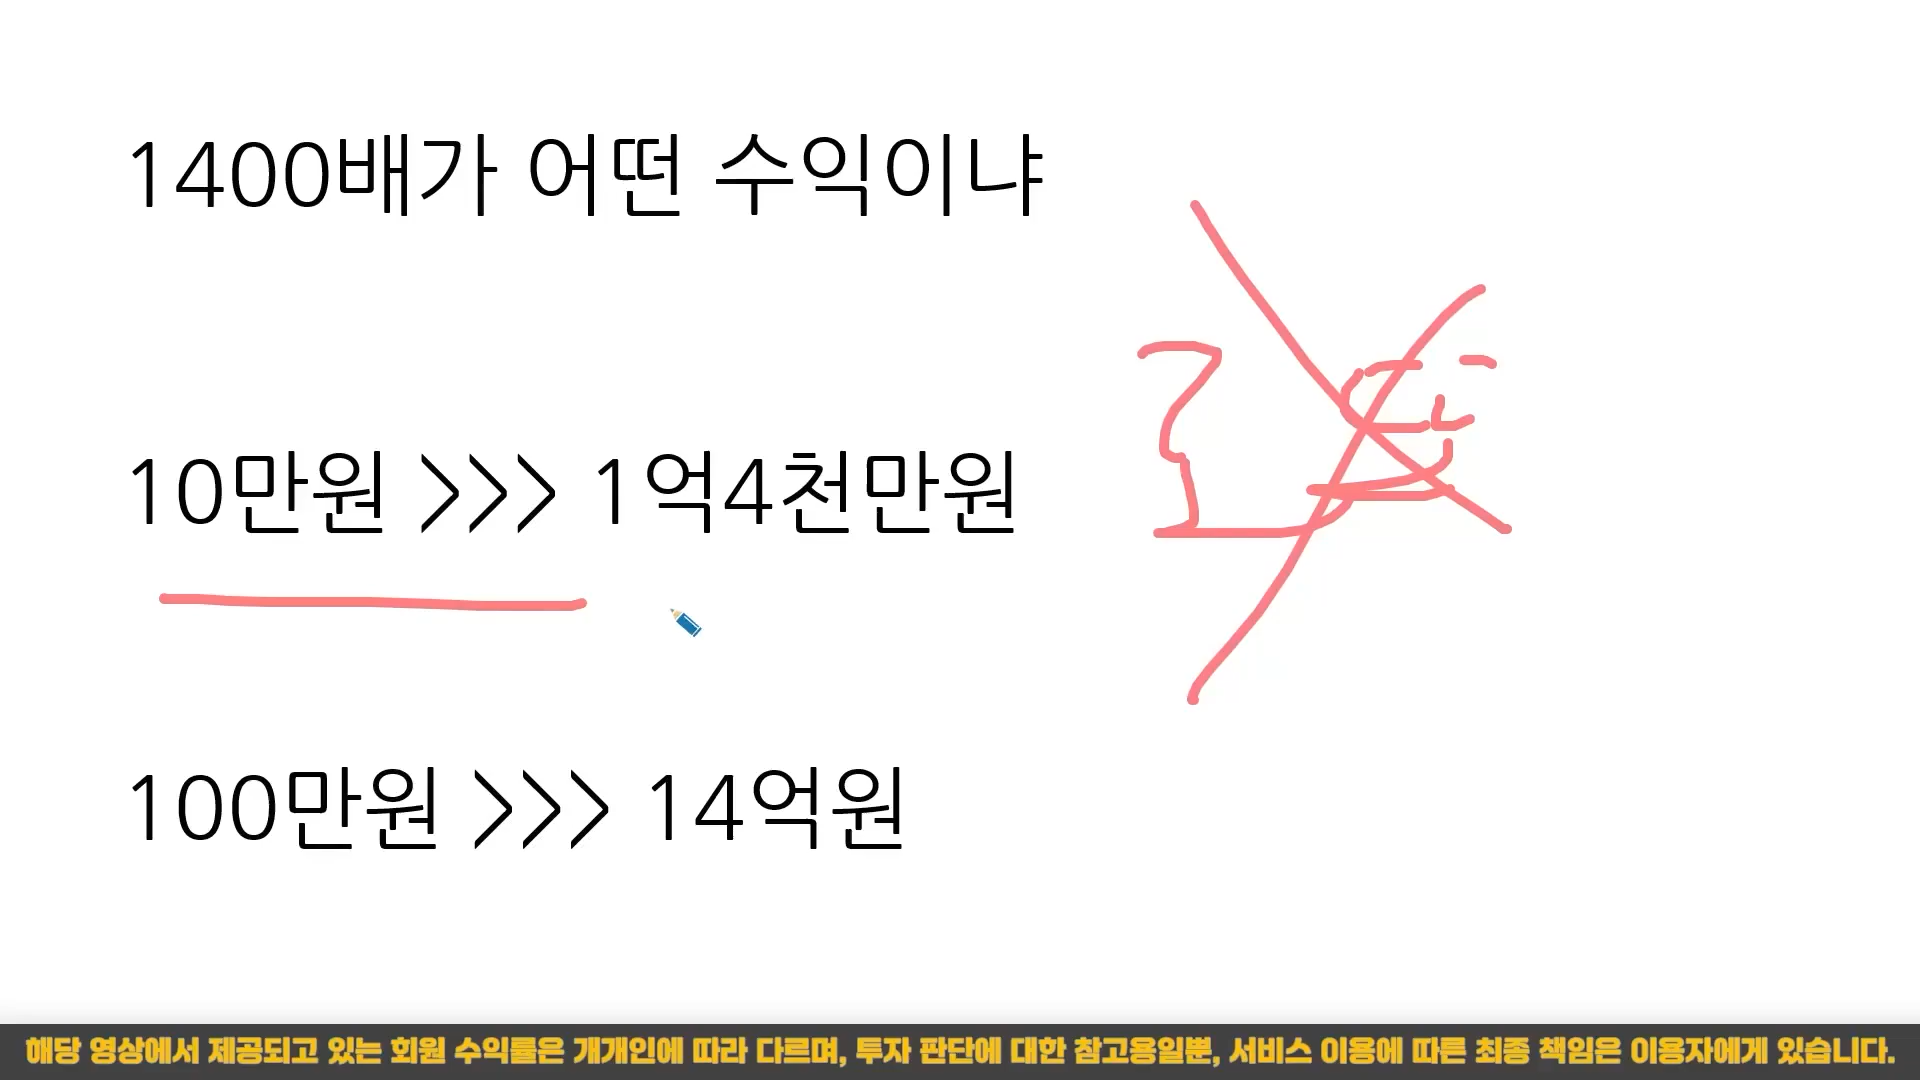 1400배가 어떤 수익이냐
10만원 >>> 1억4천만원
100만원 >>> 14억원
해당 영상에서 제공되고 있는 회원 수익률은 개개인에 따라 다르며, 투자 판단에 대한 참고용일뿐, 서비스 이용에 따른 최종 책임은 이용자에게 있습니다.